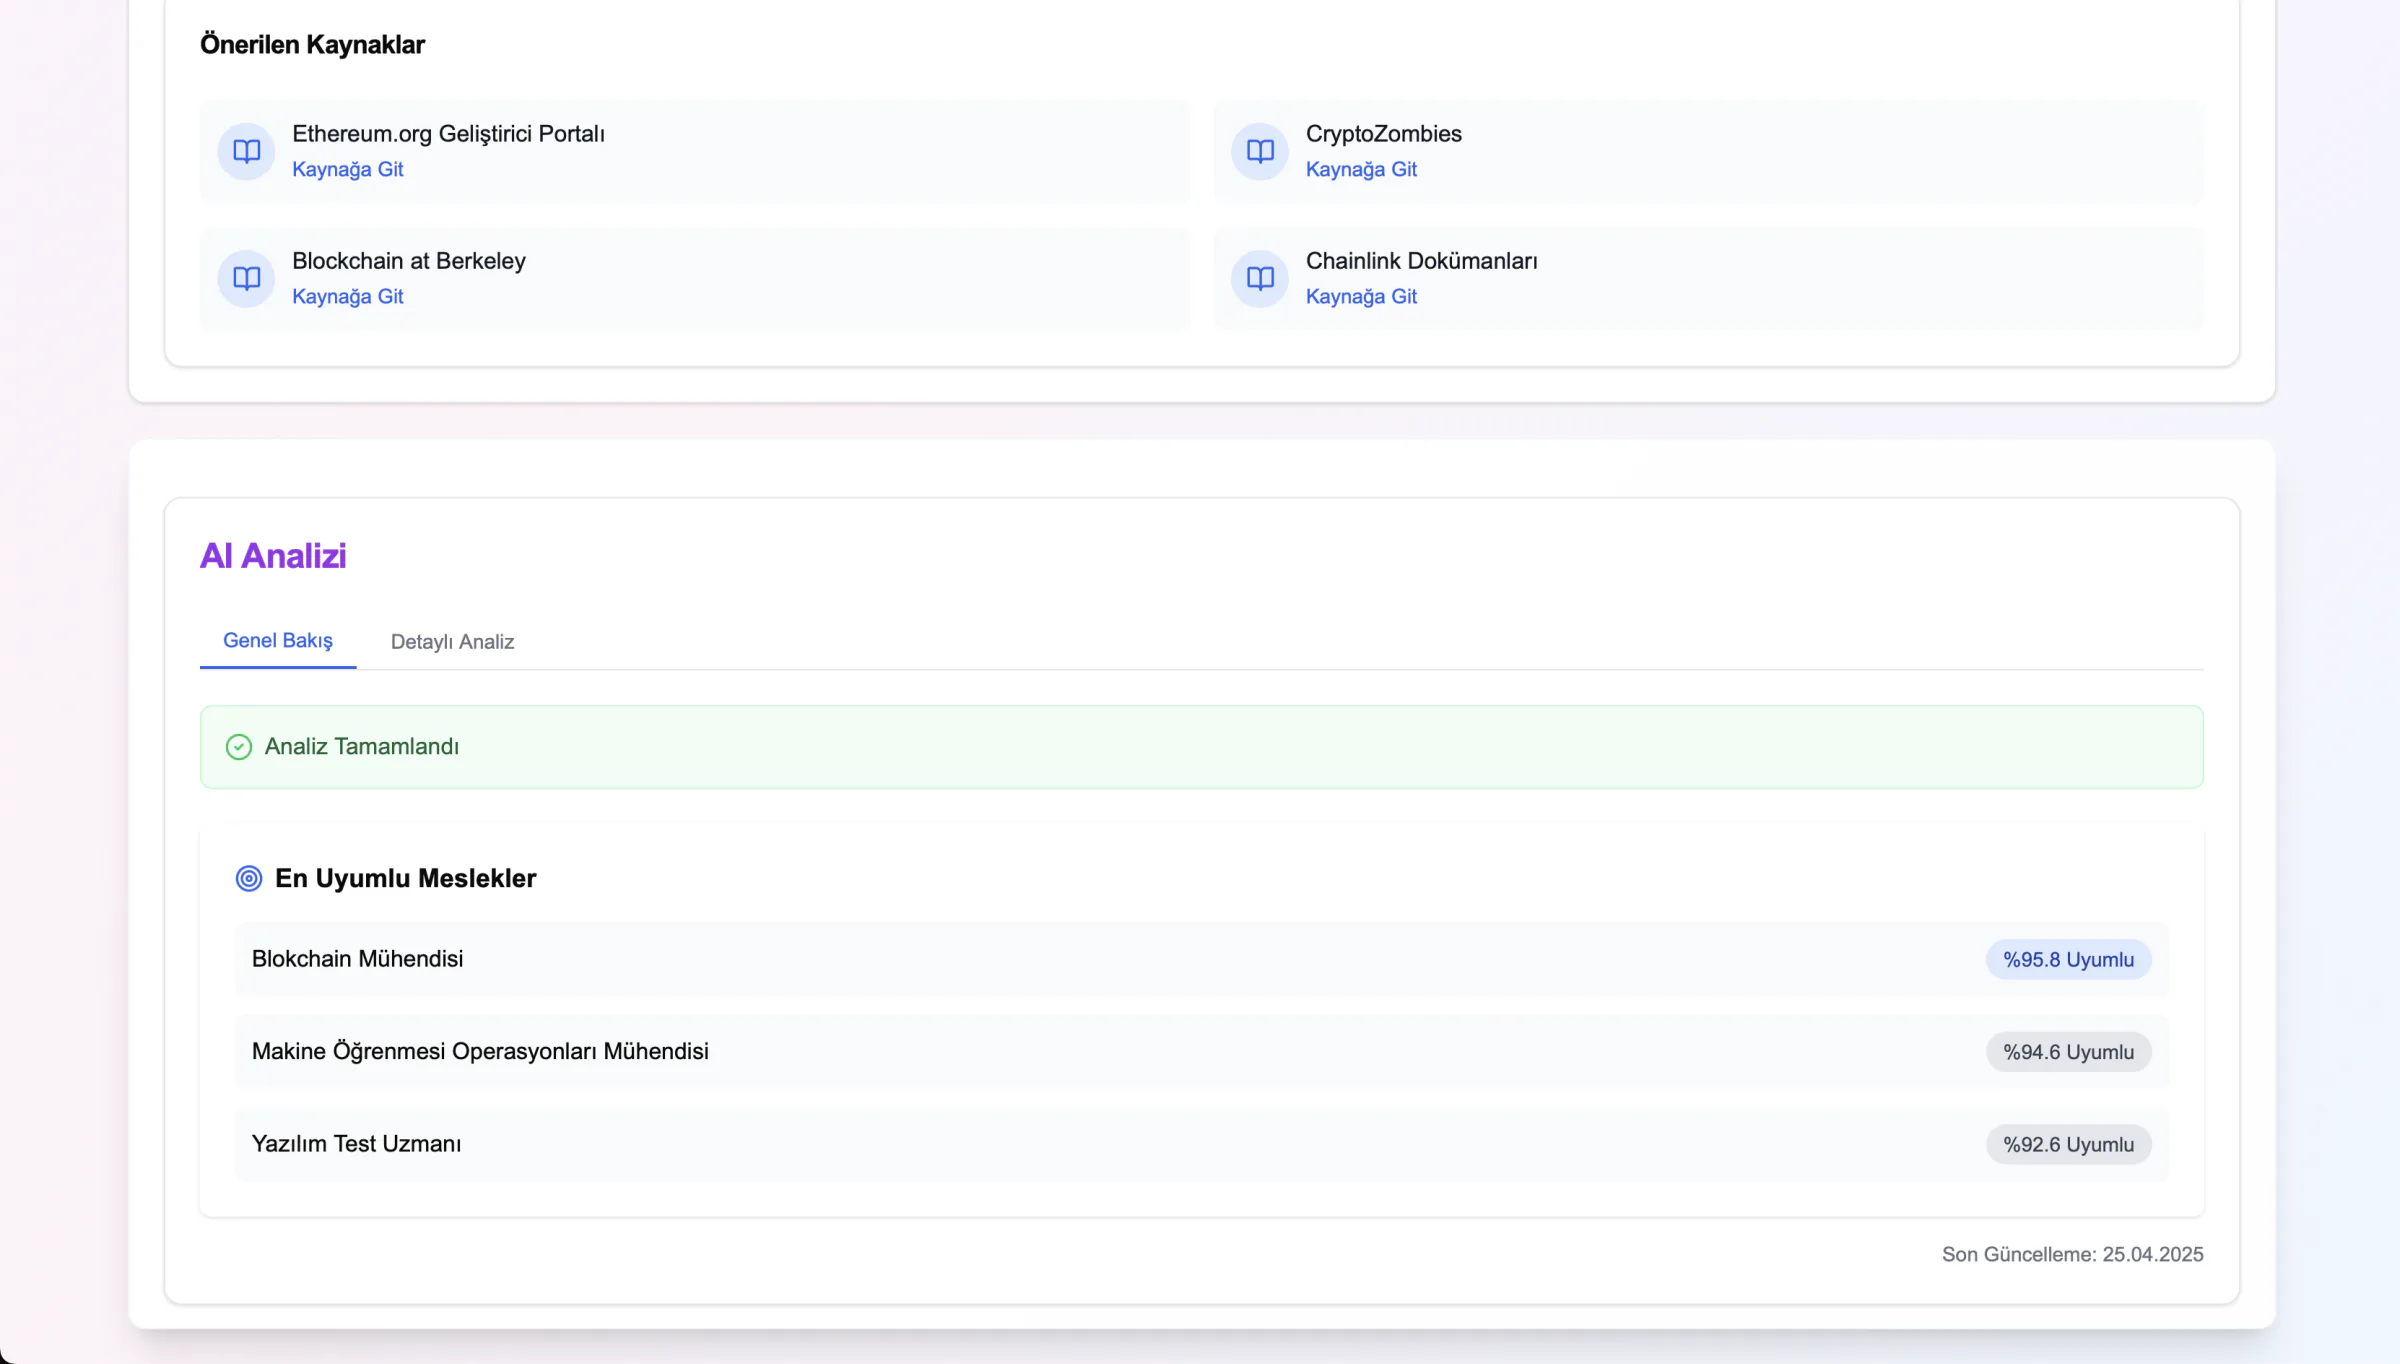 Önerilen Kaynaklar
Ethereum.org Geliştirici Portalı
Kaynağa Git
CryptoZombies
Kaynağa Git
Blockchain at Berkeley
Kaynağa Git
Chainlink Dokümanları
Kaynağa Git
AI Analizi
Genel Bakış
Detaylı Analiz
Analiz Tamamlandı
En Uyumlu Meslekler
Blokchain Mühendisi
%95.8 Uyumlu
Makine Öğrenmesi Operasyonları Mühendisi
%94.6 Uyumlu
Yazılım Test Uzmanı
%92.6 Uyumlu
Son Güncelleme: 25.04.2025